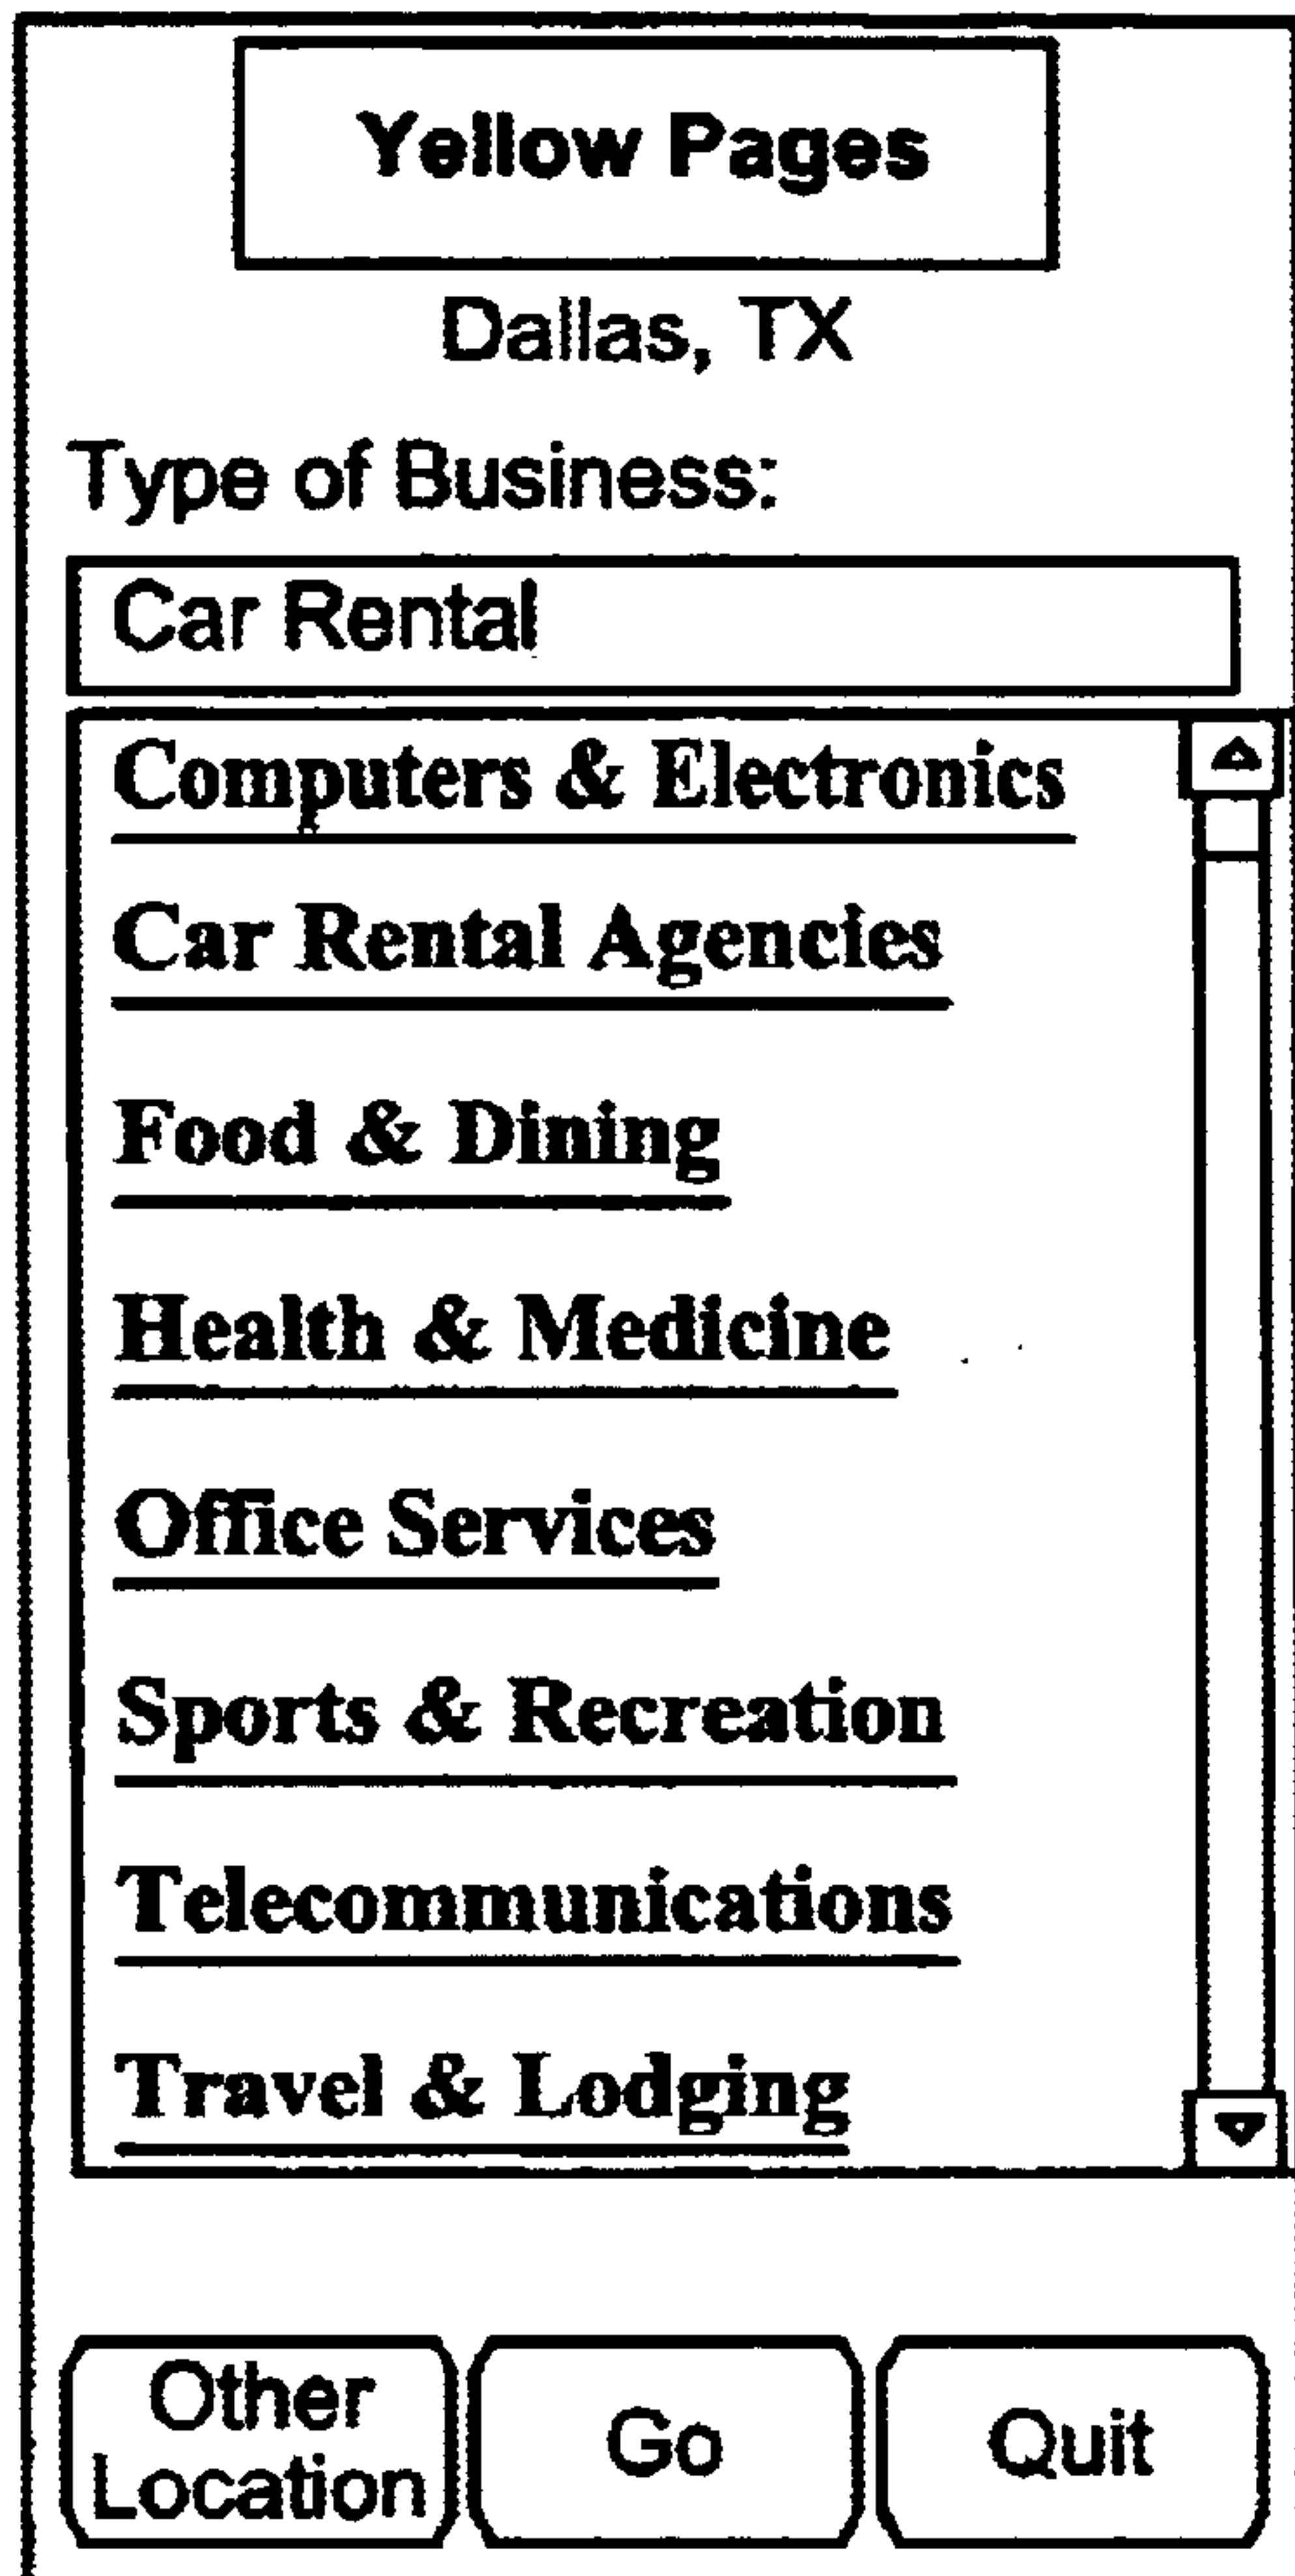 Yellow Pages
Dallas, TX
Type of Business:
Car Rental
Computers & Electronics
Car Rental Agencies
Food & Dining
Health & Medicine
Office Services
Sports & Recreation
Telecommunications
Travel & Lodging
Other
Location
Go
Quit